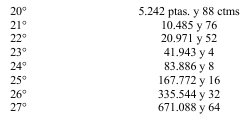 20° 5.242 ptas. y 88 ctms
21° 10.485 y 76
22° 20.971 y 52
23° 41.943 y 4
24° 83.886 y 8
25° 167.772 y 16
26° 335.544 y 32
27° 671.088 y 64